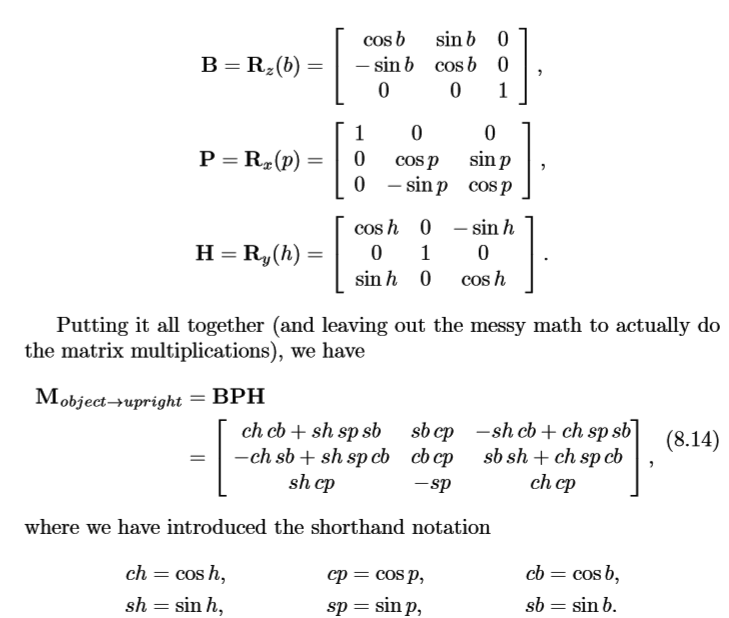 B = R_z(b) = [ cos b  sin b  0
− sin b  cos b  0
0  0  1 ] ,
P = R_x(p) = [ 1  0  0
0  cos p  sin p
0  − sin p  cos p ] ,
H = R_y(h) = [ cos h  0  − sin h
0  1  0
sin h  0  cos h ] .
Putting it all together (and leaving out the messy math to actually do
the matrix multiplications), we have
M_object→upright = BPH
= [ ch cb + sh sp sb  sb cp  -sh cb + ch sp sb
-ch sb + sh sp cb  cb cp  sb sh + ch sp cb
sh cp  -sp  ch cp ] , (8.14)
where we have introduced the shorthand notation
ch = cos h,  cp = cos p,  cb = cos b,
sh = sin h,  sp = sin p,  sb = sin b.